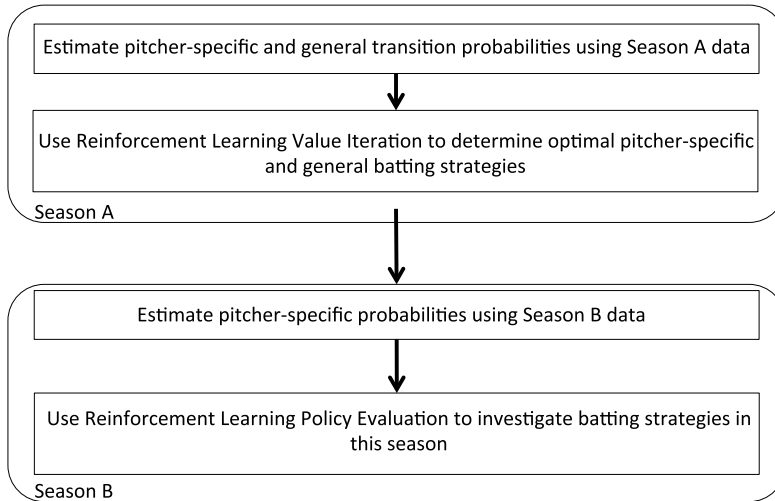 Estimate pitcher-specific and general transition probabilities using Season A data
Use Reinforcement Learning Value Iteration to determine optimal pitcher-specific
and general batting strategies
Season A
Estimate pitcher-specific probabilities using Season B data
Use Reinforcement Learning Policy Evaluation to investigate batting strategies in
this season
Season B